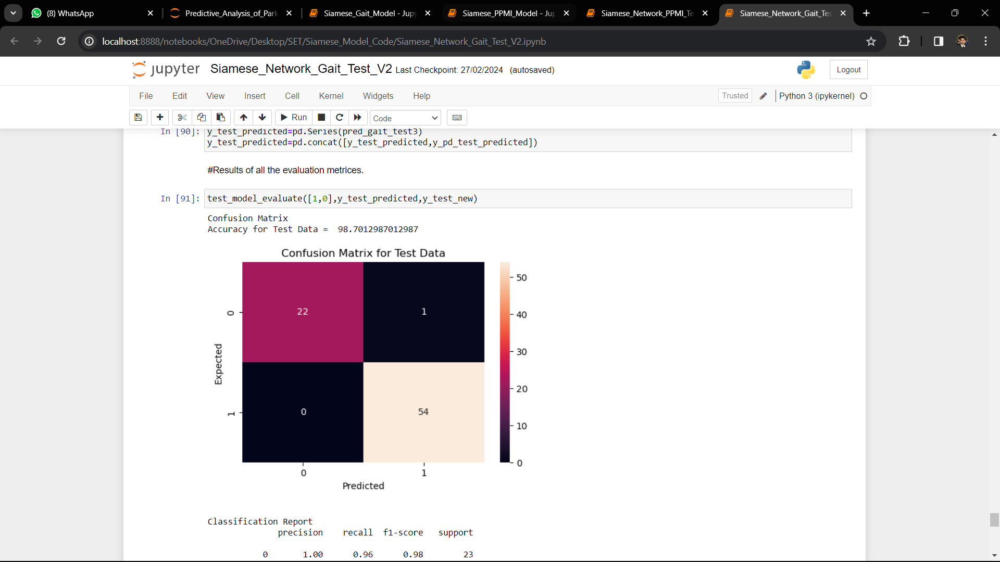 (8) WhatsApp
Predictive_Analysis_of_Park
Siamese_Gait_Model - Jupy
Siamese_PPMI_Model - Jup
Siamese_Network_PPMI_Te
Siamese_Network_Gait_Tes
localhost:8888/notebooks/OneDrive/Desktop/SET/Siamese_Model_Code/Siamese_Network_Gait_Test_V2.ipynb
jupyter Siamese_Network_Gait_Test_V2 Last Checkpoint: 27/02/2024 (autosaved)
Logout
File Edit View Insert Cell Kernel Widgets Help
Trusted Python 3 (ipykernel)
Run Code
In [90]: y_test_predicted=pd.Series(pred_gait_test3)
y_test_predicted=pd.concat([y_test_predicted,y_pd_test_predicted])
#Results of all the evaluation metrices.
In [91]: test_model_evaluate([1,0],y_test_predicted,y_test_new)
Confusion Matrix
Accuracy for Test Data = 98.7012987012987
Confusion Matrix for Test Data
50
22 1
0
40
30
Expected
20
0 54
1
10
0
0 1
Predicted
Classification Report
precision recall f1-score support
0 1.00 0.96 0.98 23